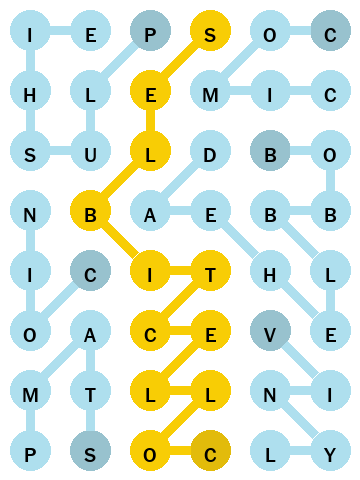 I E P S O C
H L E M I C
S U L D B O
N B A E B B
I C I T H L
O A C E V E
M T L L N I
P S O C L Y